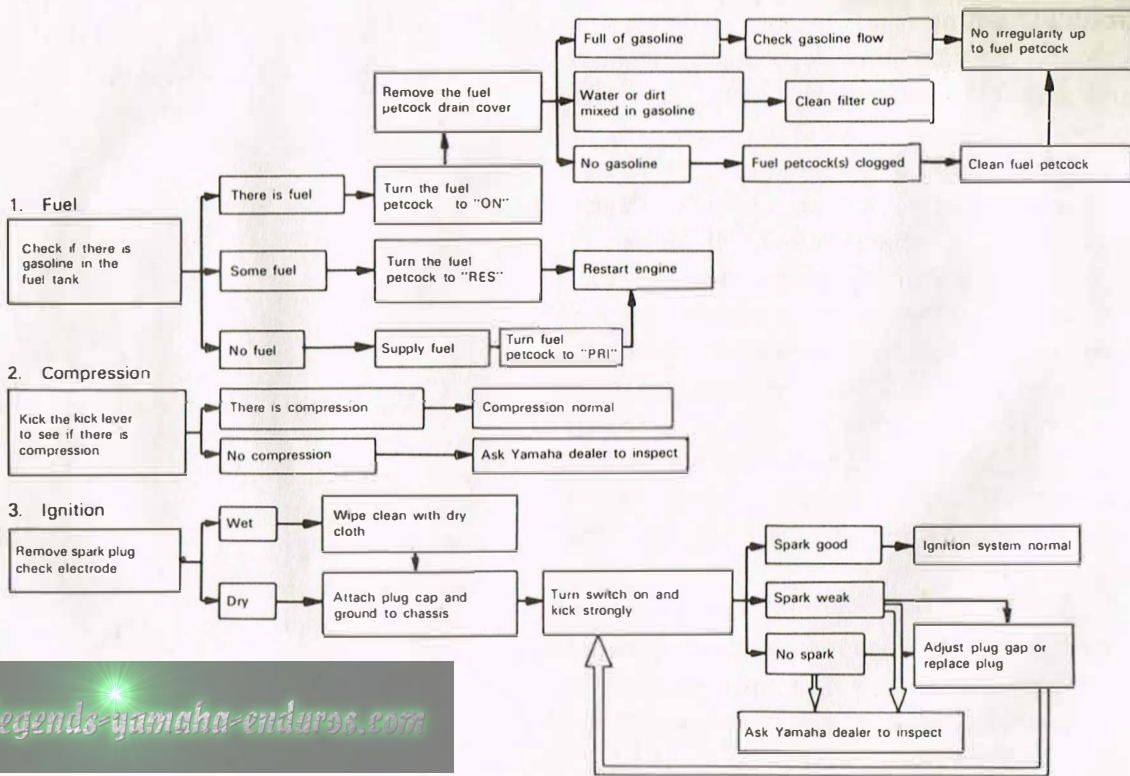 Full of gasoline
Check gasoline flow
No irregularity up
to fuel petcock
Remove the fuel
petcock drain cover
Water or dirt
mixed in gasoline
Clean filter cup
No gasoline
Fuel petcock(s) clogged
Clean fuel petcock
1. Fuel
Check if there is
gasoline in the
fuel tank
There is fuel
Turn the fuel
petcock to "ON"
Some fuel
Turn the fuel
petcock to "RES"
Restart engine
No fuel
Supply fuel
Turn fuel
petcock to "PRI"
2. Compression
Kick the kick lever
to see if there is
compression
There is compression
Compression normal
No compression
Ask Yamaha dealer to inspect
3. Ignition
Remove spark plug
check electrode
Wet
Wipe clean with dry
cloth
Dry
Attach plug cap and
ground to chassis
Turn switch on and
kick strongly
Spark good
Ignition system normal
Spark weak
No spark
Adjust plug gap or
replace plug
Ask Yamaha dealer to inspect
egends-yamaha-enduros.com